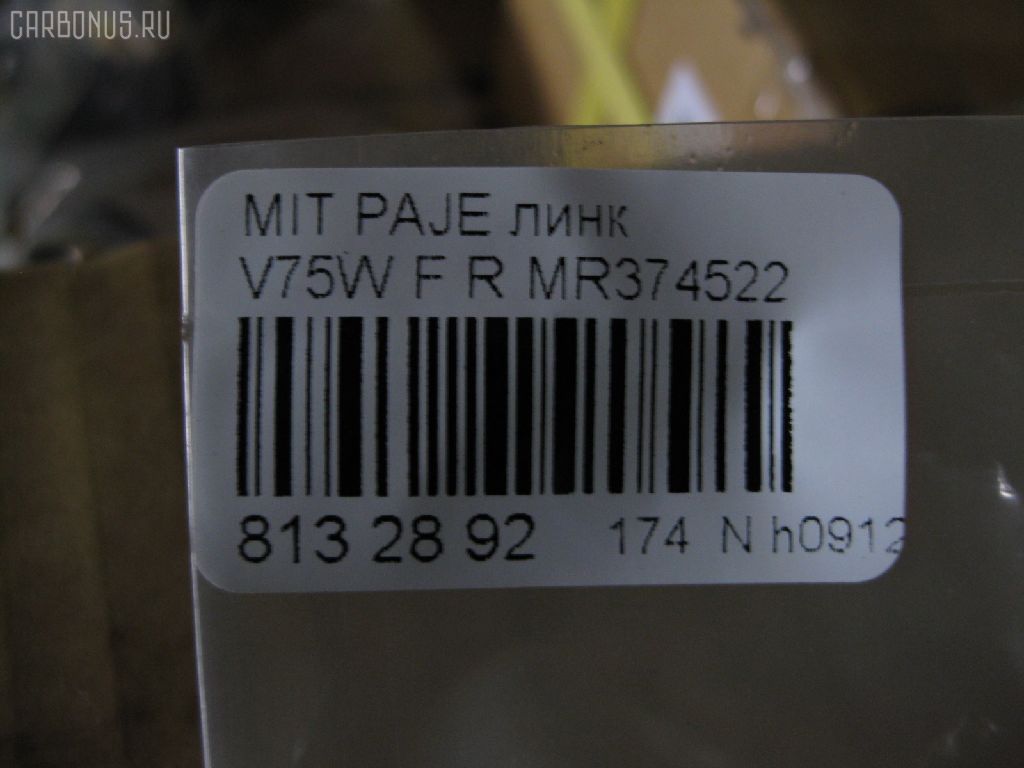 CARBONUS.RU
MIT PAJE линк
V75W F R MR374522
813 28 92 174 N h0912